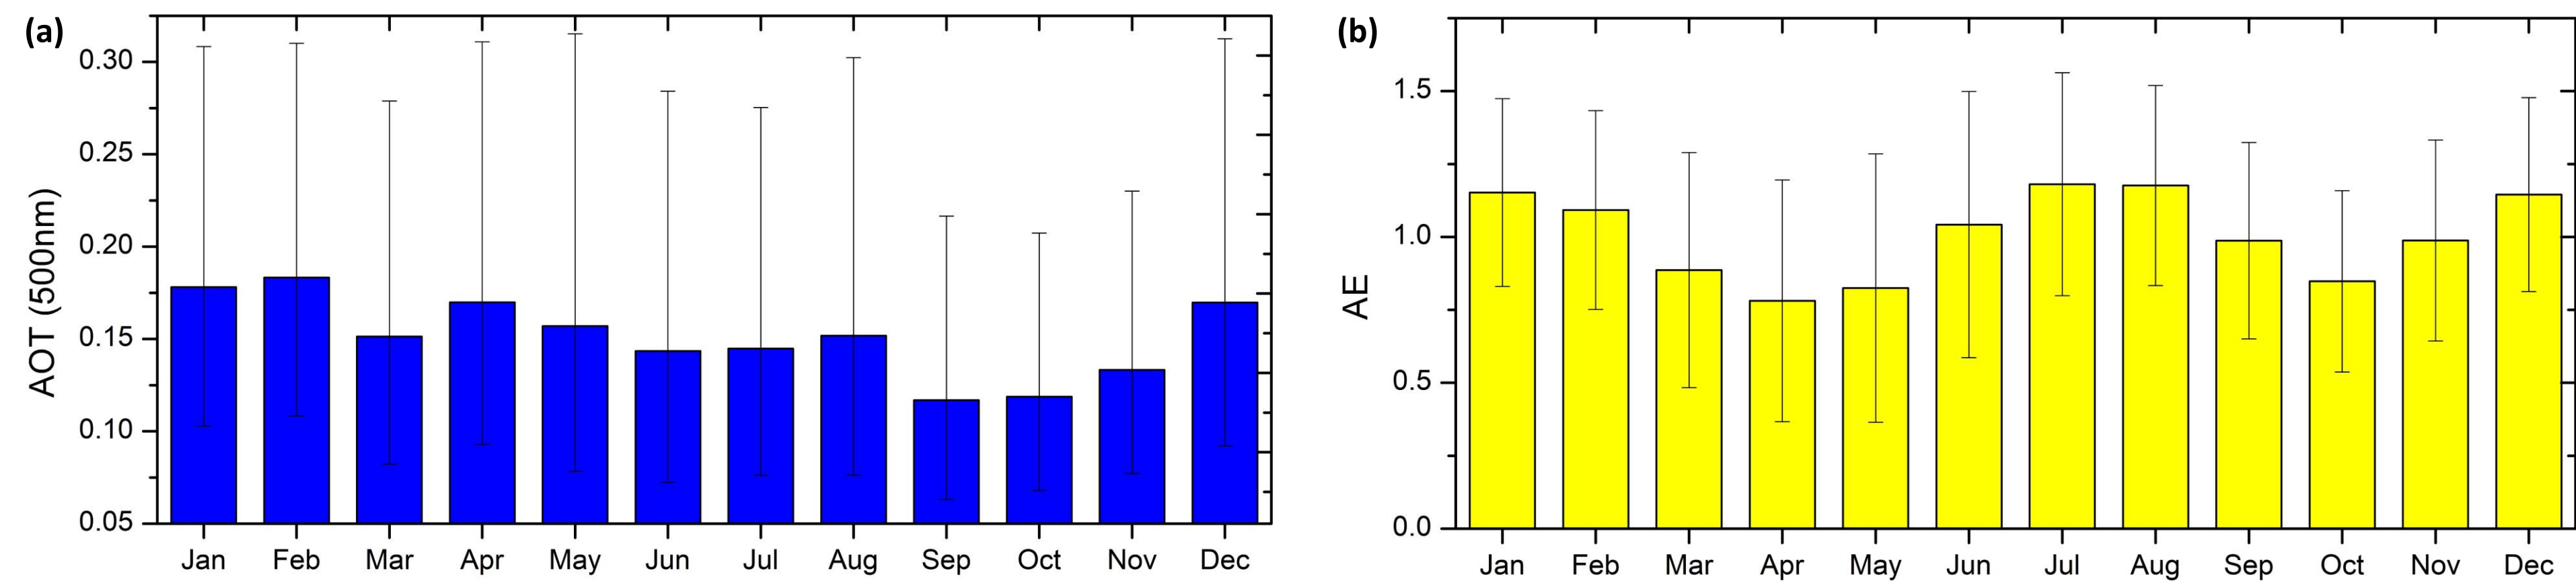 (a)
AOT (500nm)
0.30
0.25
0.20
0.15
0.10
0.05
Jan Feb Mar Apr May Jun Jul Aug Sep Oct Nov Dec
(b)
AE
1.5
1.0
0.5
0.0
Jan Feb Mar Apr May Jun Jul Aug Sep Oct Nov Dec